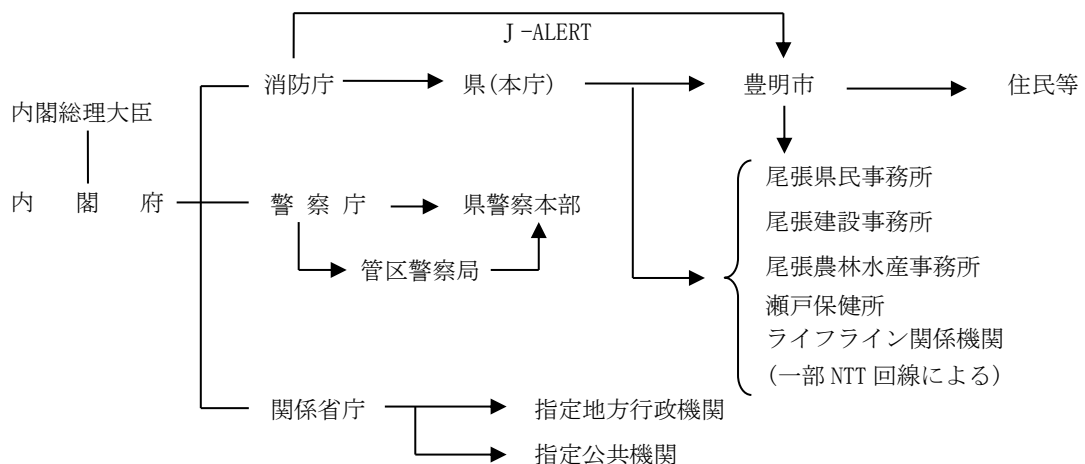 J-ALERT
消防庁 県(本庁) 豊明市 住民等
内閣総理大臣
内閣府 警察庁 県警察本部
管区警察局
尾張県民事務所
尾張建設事務所
尾張農林水産事務所
瀬戸保健所
ライフライン関係機関
(一部 NTT 回線による)
関係省庁 指定地方行政機関
指定公共機関